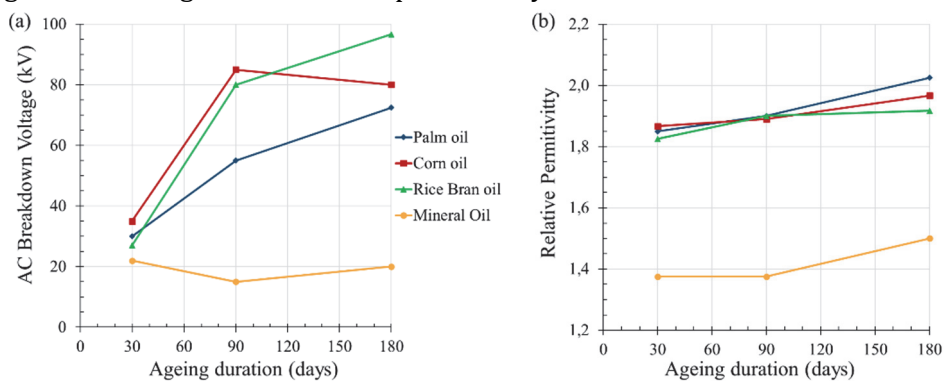 (a)
AC Breakdown Voltage (kV)
100
80
60
40
20
0
0 30 60 90 120 150 180
Ageing duration (days)
Palm oil
Corn oil
Rice Bran oil
Mineral Oil
(b)
Relative Permitivitty
2,2
2,0
1,8
1,6
1,4
1,2
0 30 60 90 120 150 180
Ageing duration (days)